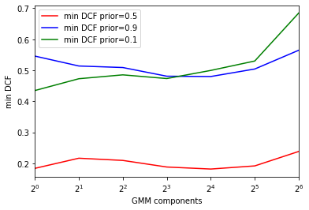 0.7
0.6
0.5
0.4
0.3
0.2
min DCF
min DCF prior=0.5
min DCF prior=0.9
min DCF prior=0.1
2⁰ 2¹ 2² 2³ 2⁴ 2⁵ 2⁶
GMM components